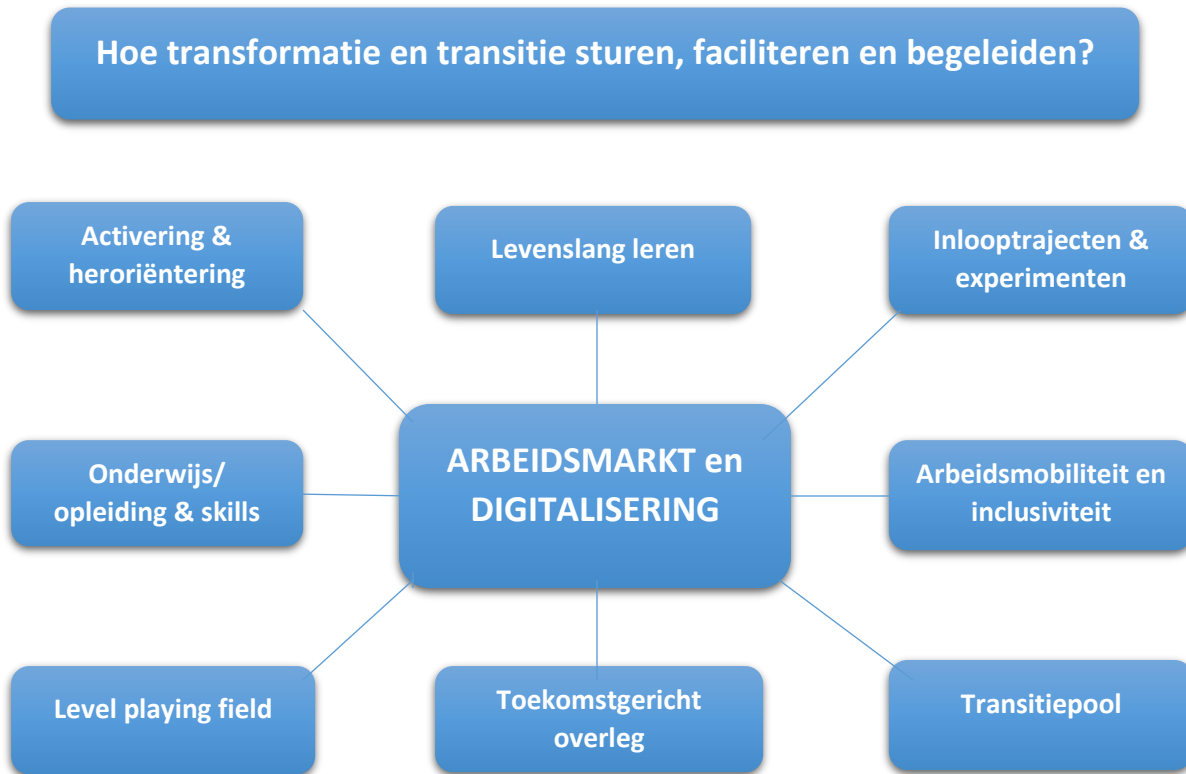 Hoe transformatie en transitie sturen, faciliteren en begeleiden?
Activering &
heroriëntering
Levenslang leren
Inlooptrajecten &
experimenten
Onderwijs/
opleiding & skills
ARBEIDSMARKT en
DIGITALISERING
Arbeidsmobiliteit en
inclusiviteit
Level playing field
Toekomstgericht
overleg
Transitiepool